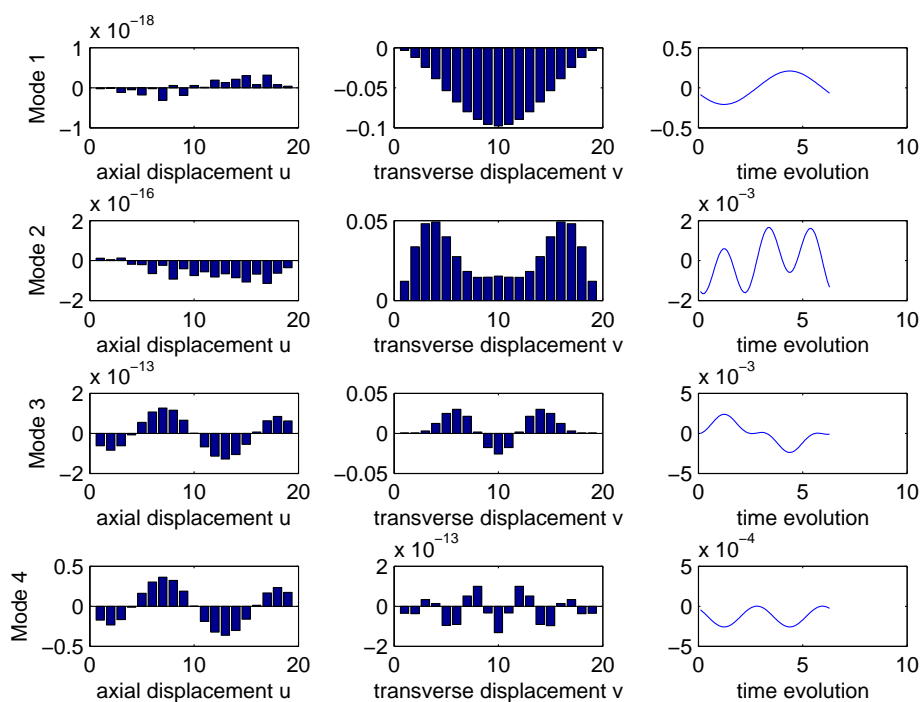 x 10^-18
1
0
−1
0 10 20
axial displacement u
Mode 1
0
−0.05
−0.1
0 10 20
transverse displacement v
0.5
0
−0.5
0 5 10
time evolution
x 10^-16
2
0
−2
0 10 20
axial displacement u
Mode 2
0.05
0
0 10 20
transverse displacement v
x 10^-3
2
0
−2
0 5 10
time evolution
x 10^-13
2
0
−2
0 10 20
axial displacement u
Mode 3
0.05
0
−0.05
0 10 20
transverse displacement v
x 10^-3
5
0
−5
0 5 10
time evolution
0.5
0
−0.5
0 10 20
axial displacement u
Mode 4
x 10^-13
2
0
−2
0 10 20
transverse displacement v
x 10^-4
5
0
−5
0 5 10
time evolution